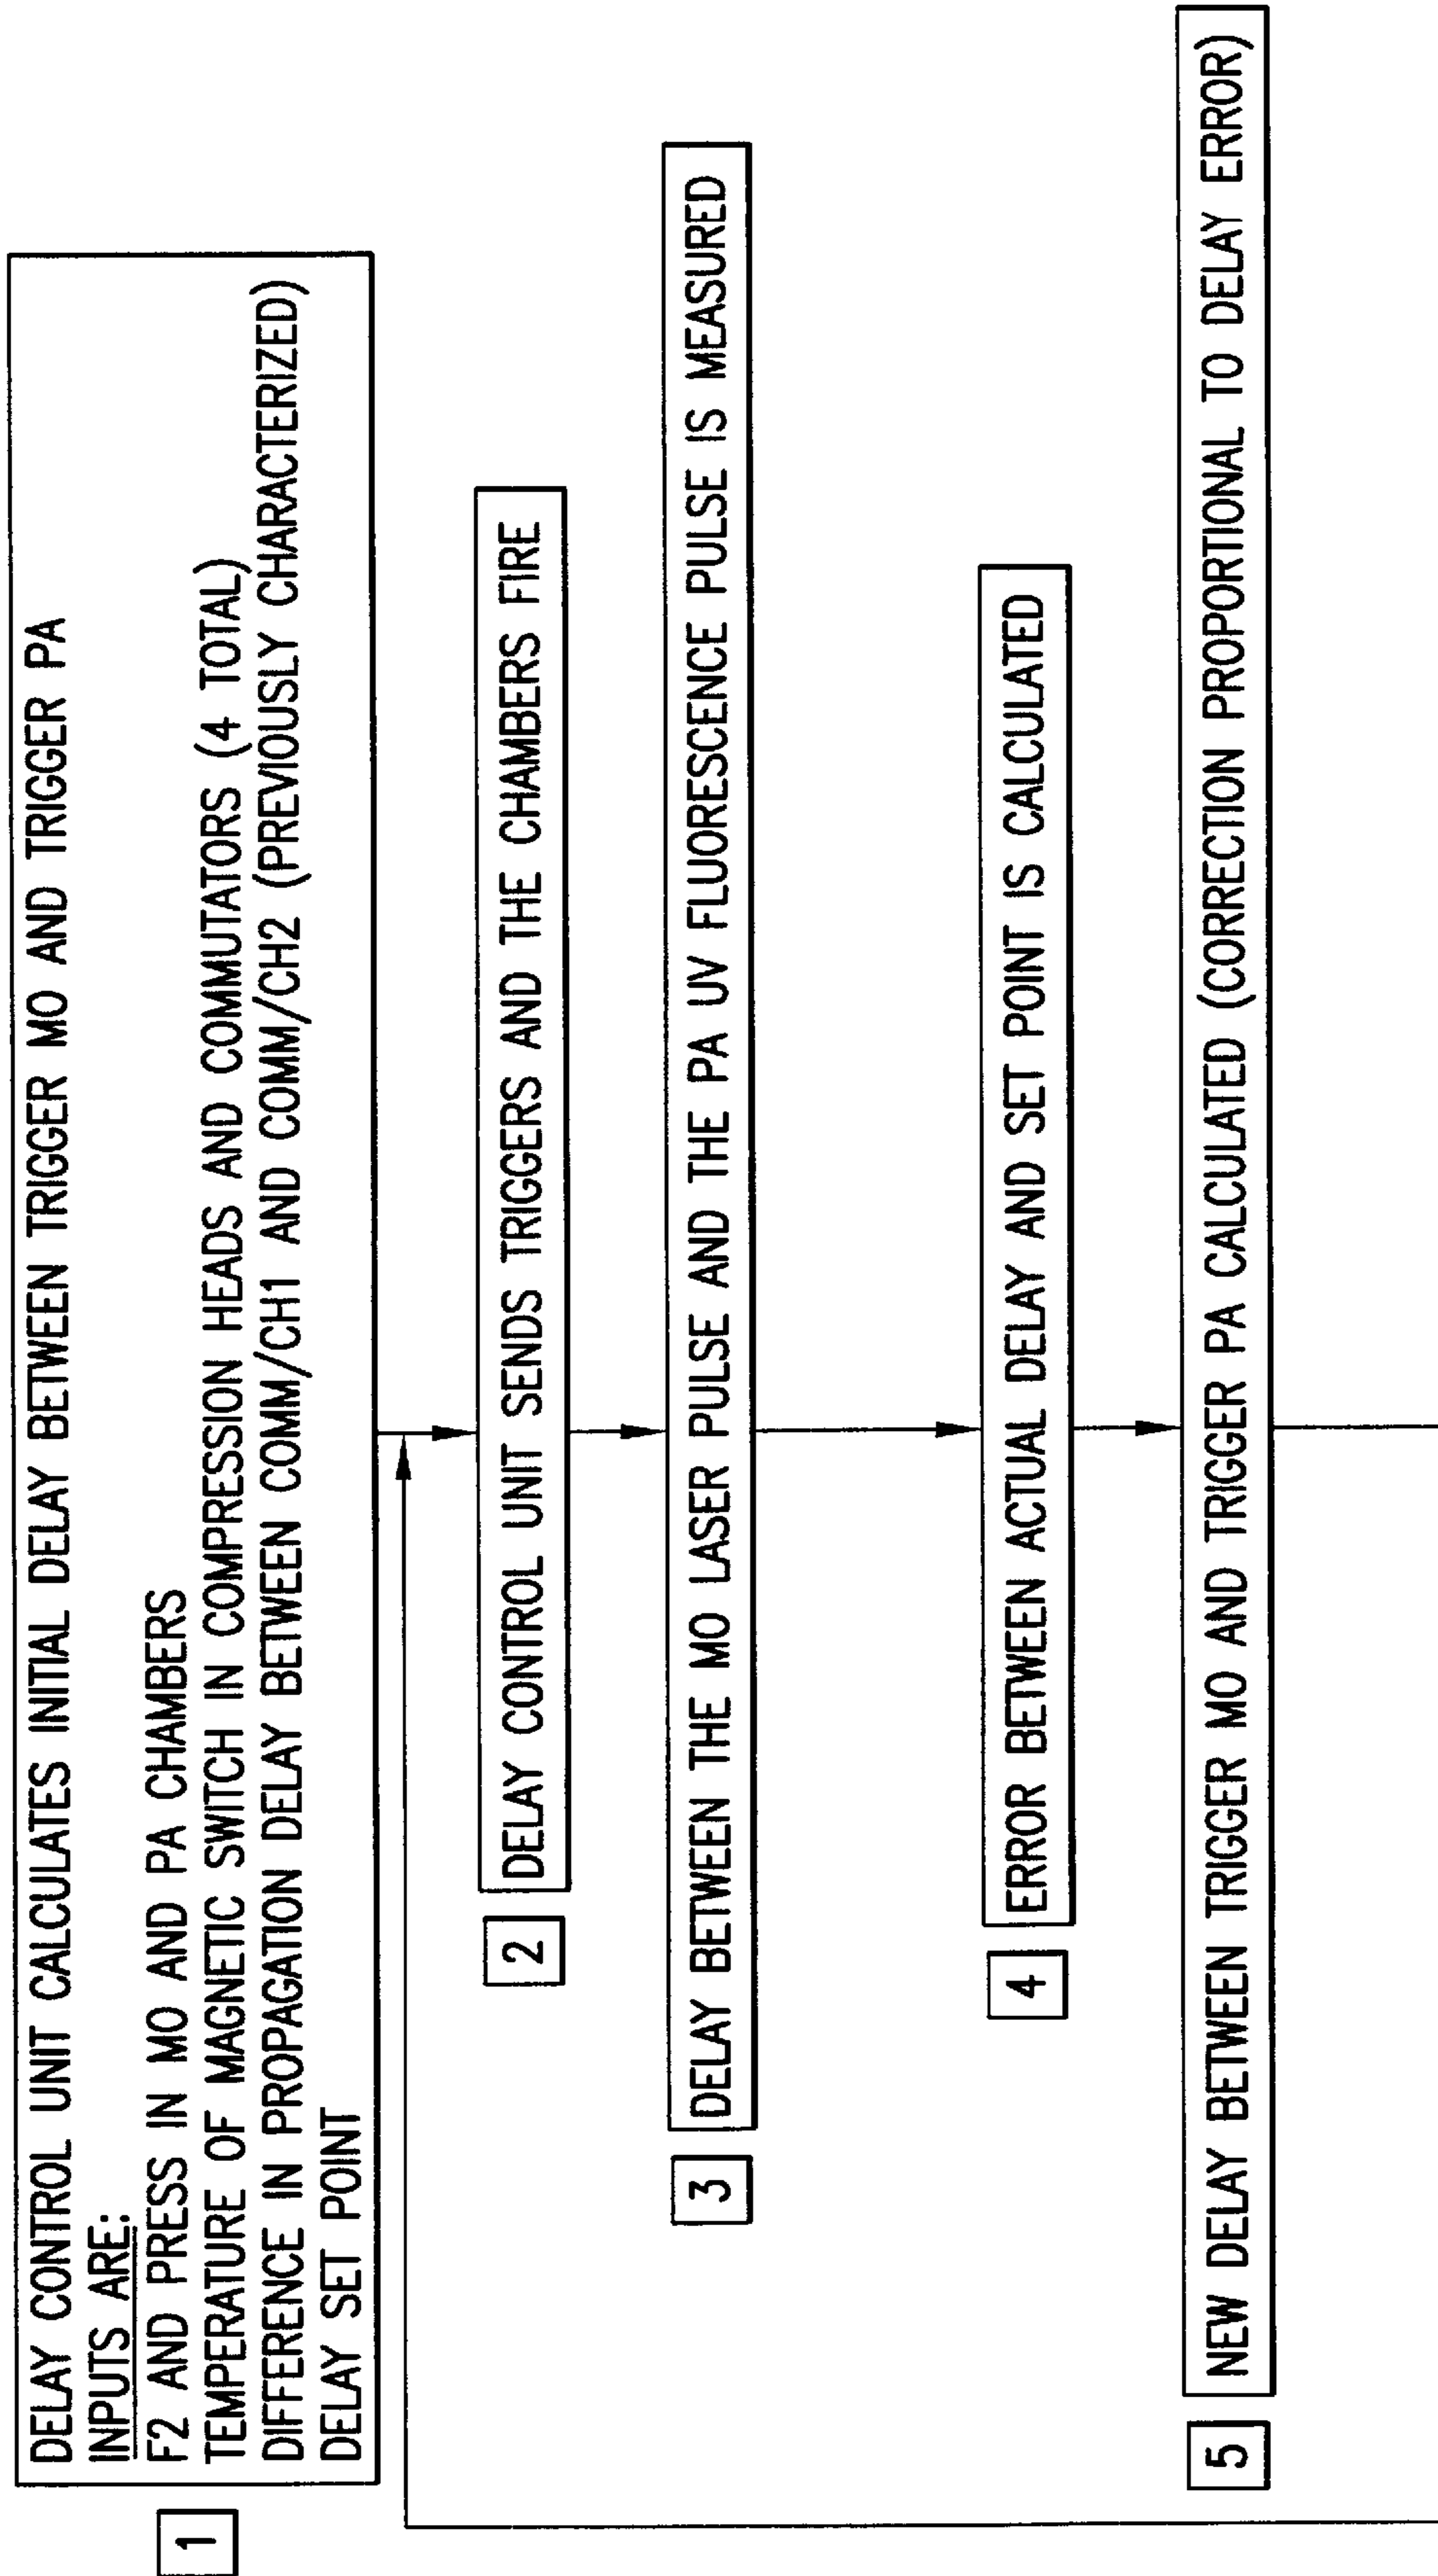 1
DELAY CONTROL UNIT CALCULATES INITIAL DELAY BETWEEN TRIGGER MO AND TRIGGER PA
INPUTS ARE:
F2 AND PRESS IN MO AND PA CHAMBERS
TEMPERATURE OF MAGNETIC SWITCH IN COMPRESSION HEADS AND COMMUTATORS (4 TOTAL)
DIFFERENCE IN PROPAGATION DELAY BETWEEN COMM/CH1 AND COMM/CH2 (PREVIOUSLY CHARACTERIZED)
DELAY SET POINT
2
DELAY CONTROL UNIT SENDS TRIGGERS AND THE CHAMBERS FIRE
3
DELAY BETWEEN THE MO LASER PULSE AND THE PA UV FLUORESCENCE PULSE IS MEASURED
4
ERROR BETWEEN ACTUAL DELAY AND SET POINT IS CALCULATED
5
NEW DELAY BETWEEN TRIGGER MO AND TRIGGER PA CALCULATED (CORRECTION PROPORTIONAL TO DELAY ERROR)